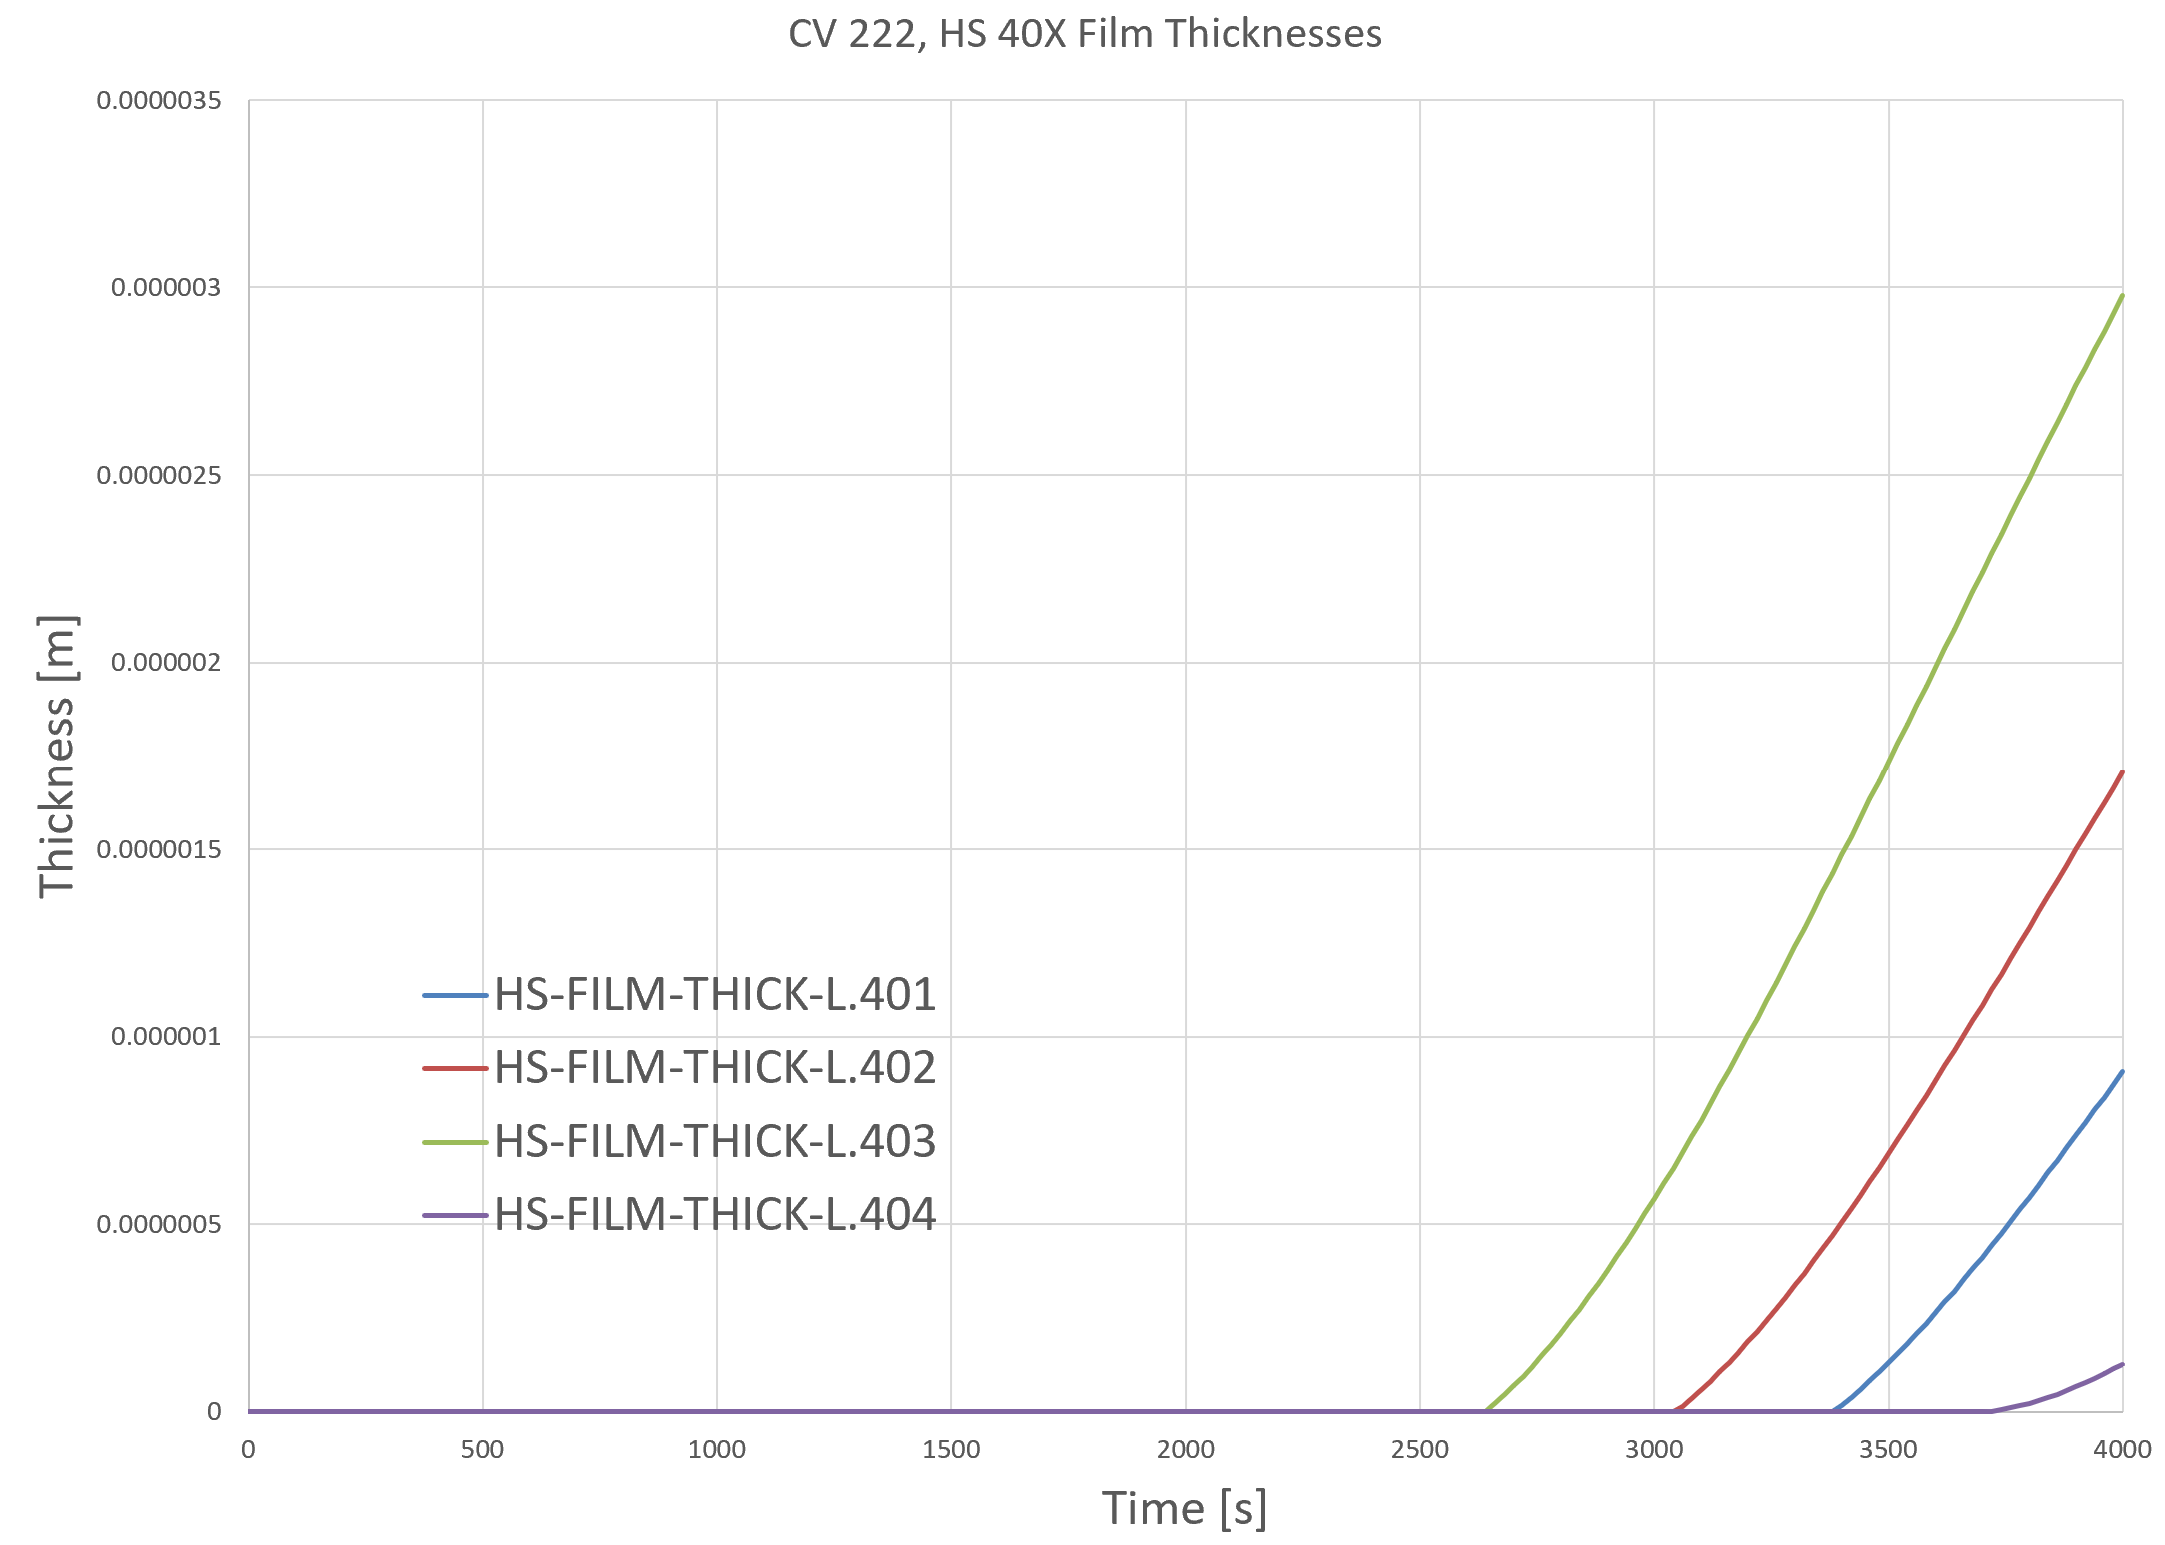 CV 222, HS 40X Film Thicknesses
0.0000035
0.000003
0.0000025
0.000002
0.0000015
0.000001
0.0000005
0
Thickness [m]
HS-FILM-THICK-L.401
HS-FILM-THICK-L.402
HS-FILM-THICK-L.403
HS-FILM-THICK-L.404
0 500 1000 1500 2000 2500 3000 3500 4000
Time [s]